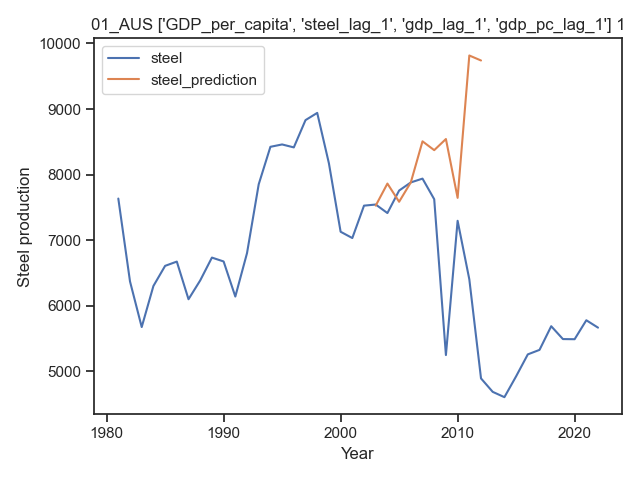 01_AUS ['GDP_per_capita', 'steel_lag_1', 'gdp_lag_1', 'gdp_pc_lag_1'] 1
steel
steel_prediction
10000
9000
8000
7000
6000
5000
Steel production
1980
1990
2000
2010
2020
Year